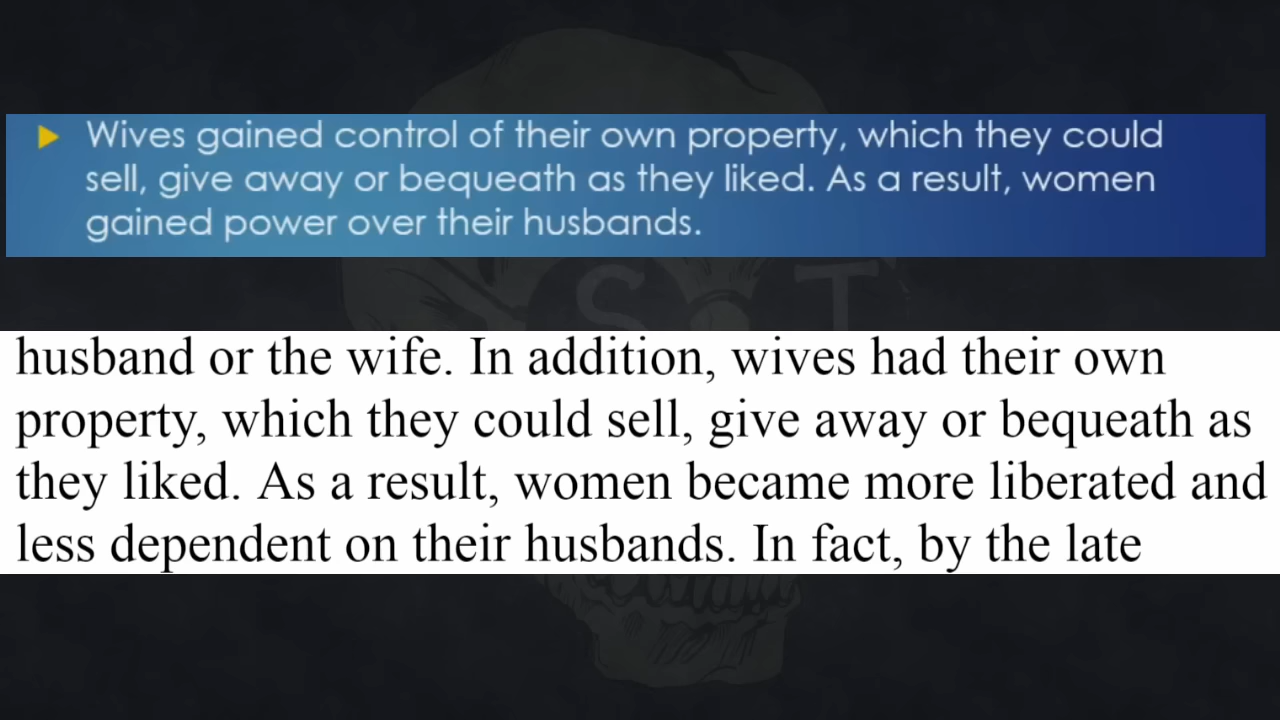 Wives gained control of their own property, which they could
sell, give away or bequeath as they liked. As a result, women
gained power over their husbands.
S T
husband or the wife. In addition, wives had their own
property, which they could sell, give away or bequeath as
they liked. As a result, women became more liberated and
less dependent on their husbands. In fact, by the late